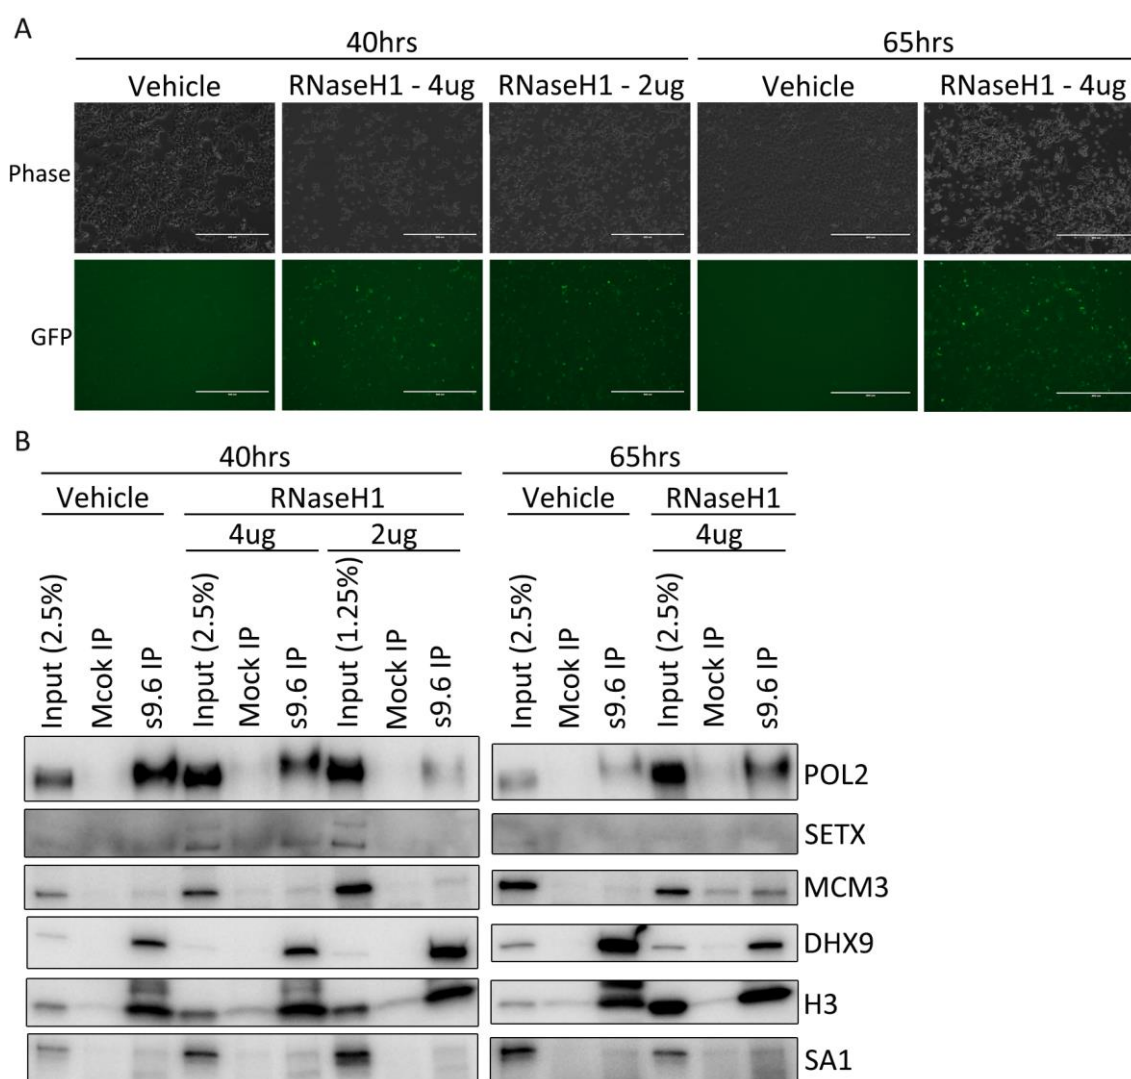 A
40hrs 65hrs
Vehicle RNaseH1 - 4ug RNaseH1 - 2ug Vehicle RNaseH1 - 4ug
Phase
GFP
B
40hrs 65hrs
Vehicle RNaseH1 Vehicle RNaseH1
4ug 2ug 4ug
Input (2.5%) Mcok IP s9.6 IP Input (2.5%) Mock IP s9.6 IP Input (1.25%) Mock IP s9.6 IP Input (2.5%) Mock IP s9.6 IP Input (2.5%) Mock IP s9.6 IP
POL2
SETX
MCM3
DHX9
H3
SA1